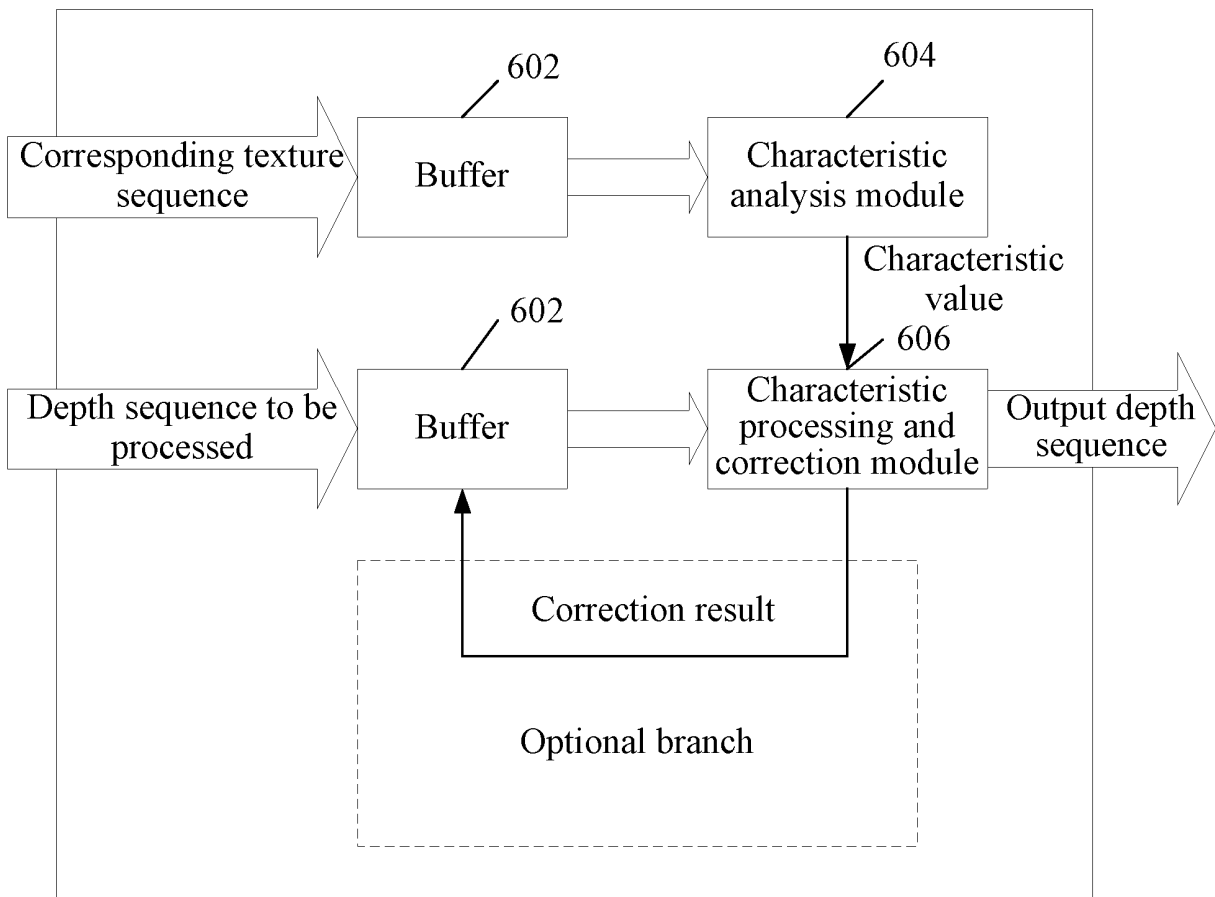 602
604
Corresponding texture
sequence
Buffer
Characteristic
analysis module
Characteristic
value
602
606
Depth sequence to be
processed
Buffer
Characteristic
processing and
correction module
Output depth
sequence
Correction result
Optional branch